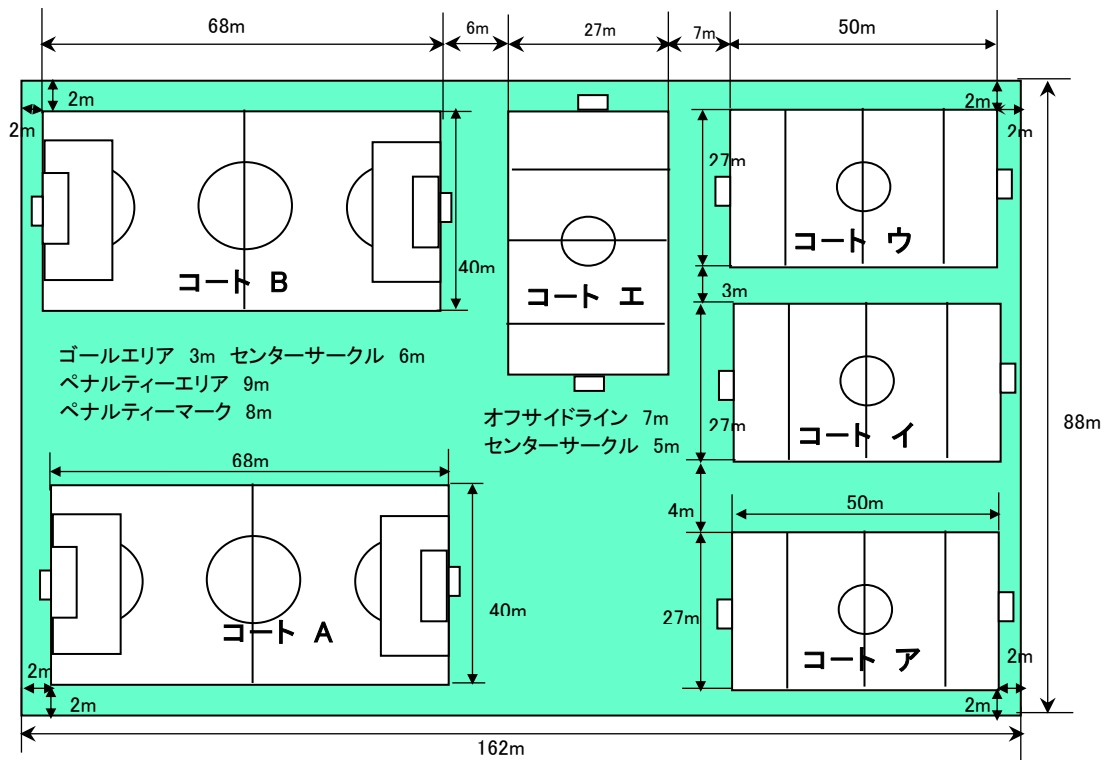 68m
6m
27m
7m
50m
2m
2m
2m
2m
27m
コート B
40m
コート エ
コート ウ
3m
ゴールエリア 3m センターサークル 6m
ペナルティーエリア 9m
ペナルティーマーク 8m
オフサイドライン 7m
センターサークル 5m
27m
コート イ
88m
68m
4m
50m
コート A
40m
27m
コート ア
2m
2m
2m
2m
162m